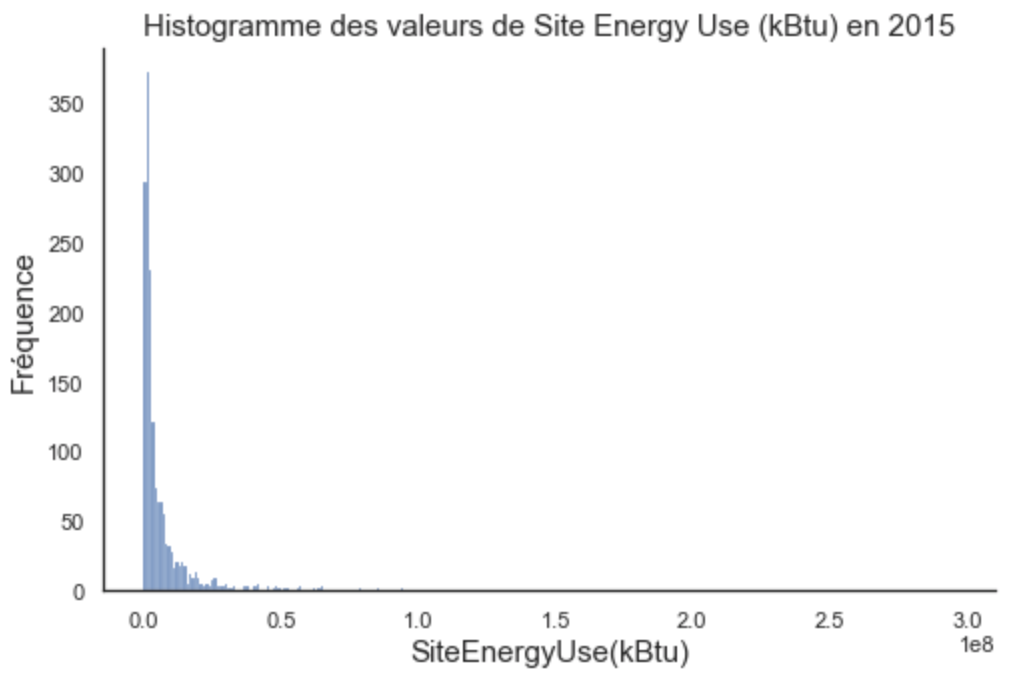 Histogramme des valeurs de Site Energy Use (kBtu) en 2015
350
300
250
200
150
100
50
0
Fréquence
0.0 0.5 1.0 1.5 2.0 2.5 3.0
1e8
SiteEnergyUse(kBtu)